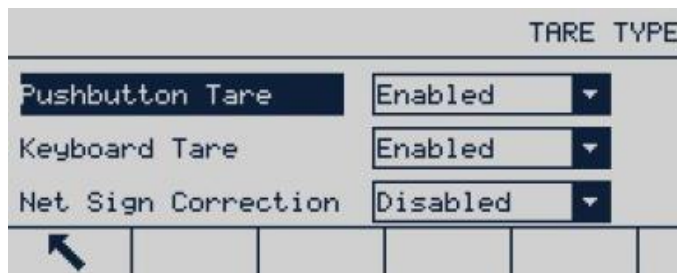 TARE TYPE
Pushbutton Tare Enabled
Keyboard Tare Enabled
Net Sign Correction Disabled